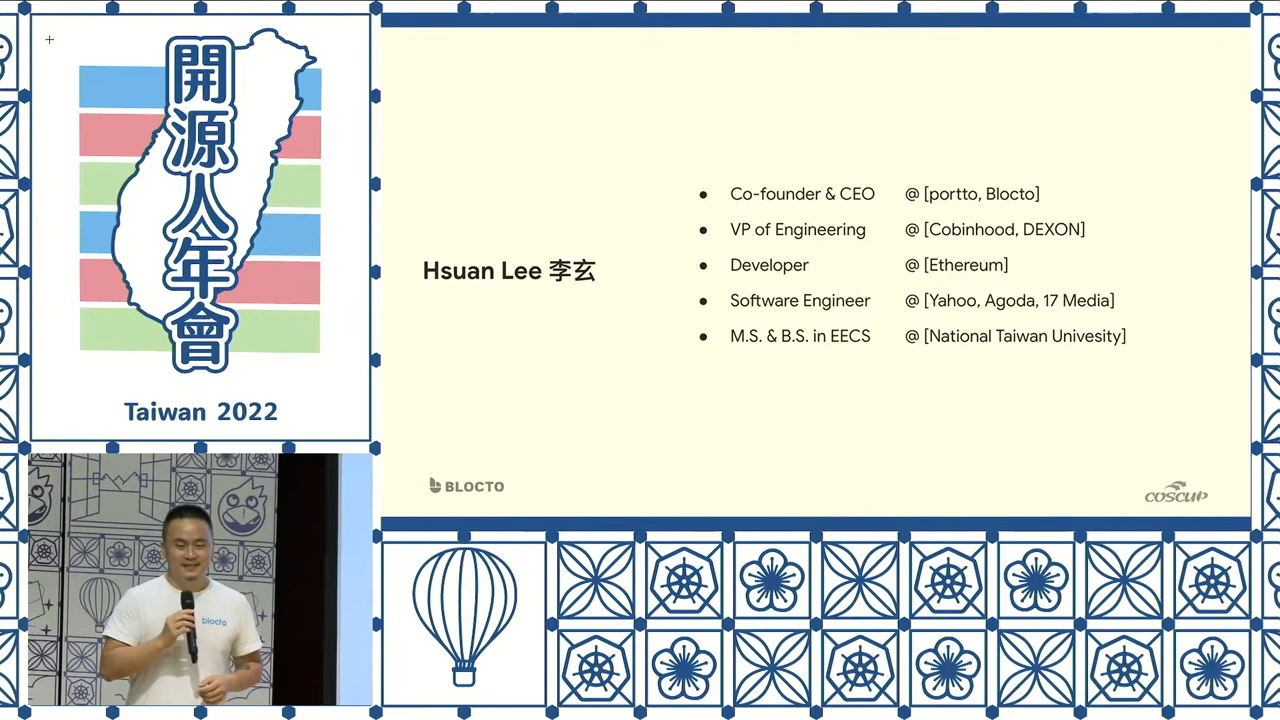 開源人年會
Taiwan 2022
Hsuan Lee 李玄
● Co-founder & CEO @ [portto, Blocto]
● VP of Engineering @ [Cobinhood, DEXON]
● Developer @ [Ethereum]
● Software Engineer @ [Yahoo, Agoda, 17 Media]
● M.S. & B.S. in EECS @ [National Taiwan Univesity]
BLOCTO
COSCUP
blocto